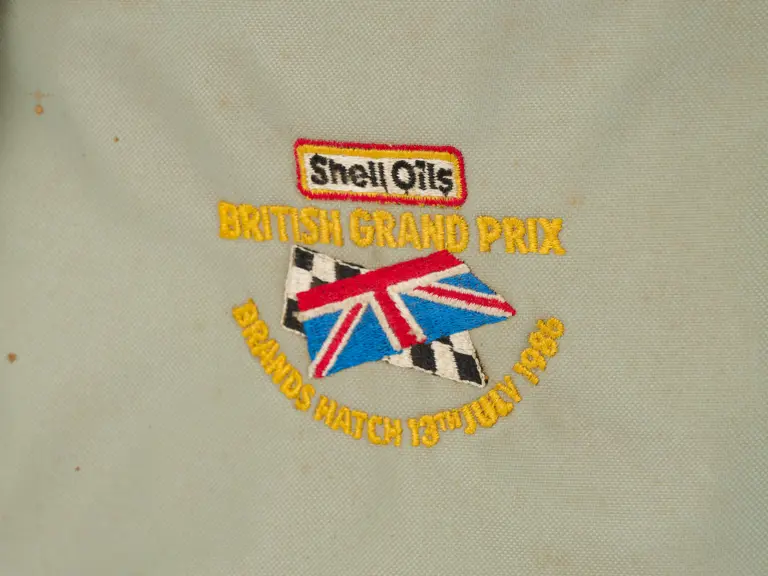 Shell Oils
BRITISH GRAND PRIX
BRANDS HATCH 13TH JULY 1986